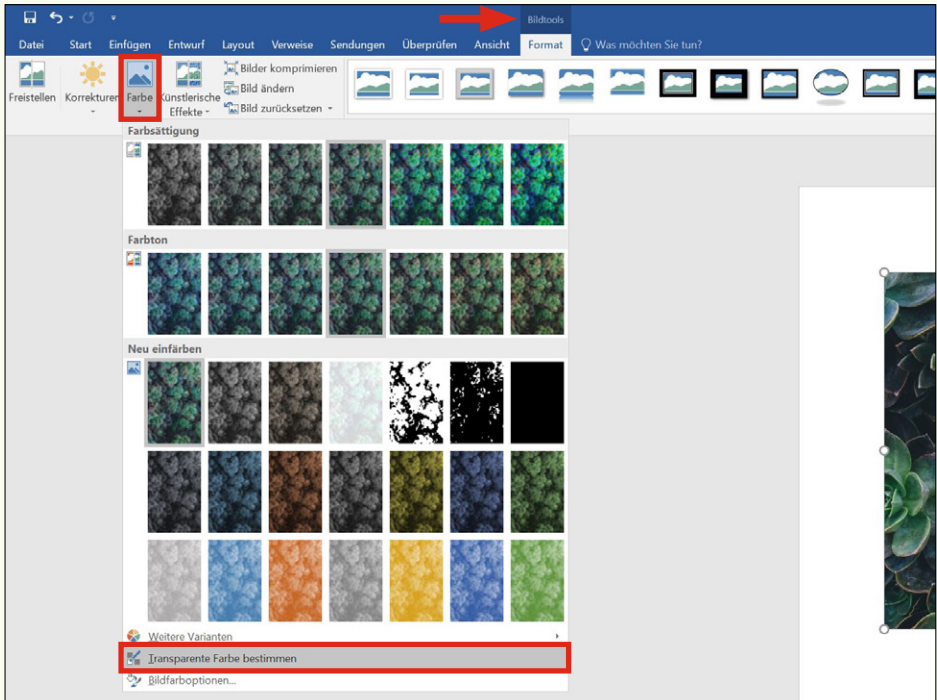 Bildtools
Datei Start Einfügen Entwurf Layout Verweise Sendungen Überprüfen Ansicht Format Was möchten Sie tun?
Freistellen Korrekturen Farbe Künstlerische Effekte
Bilder komprimieren
Bild ändern
Bild zurücksetzen
Farbsättigung
Farbton
Neu einfärben
Weitere Varianten
Transparente Farbe bestimmen
Bildfarboptionen...